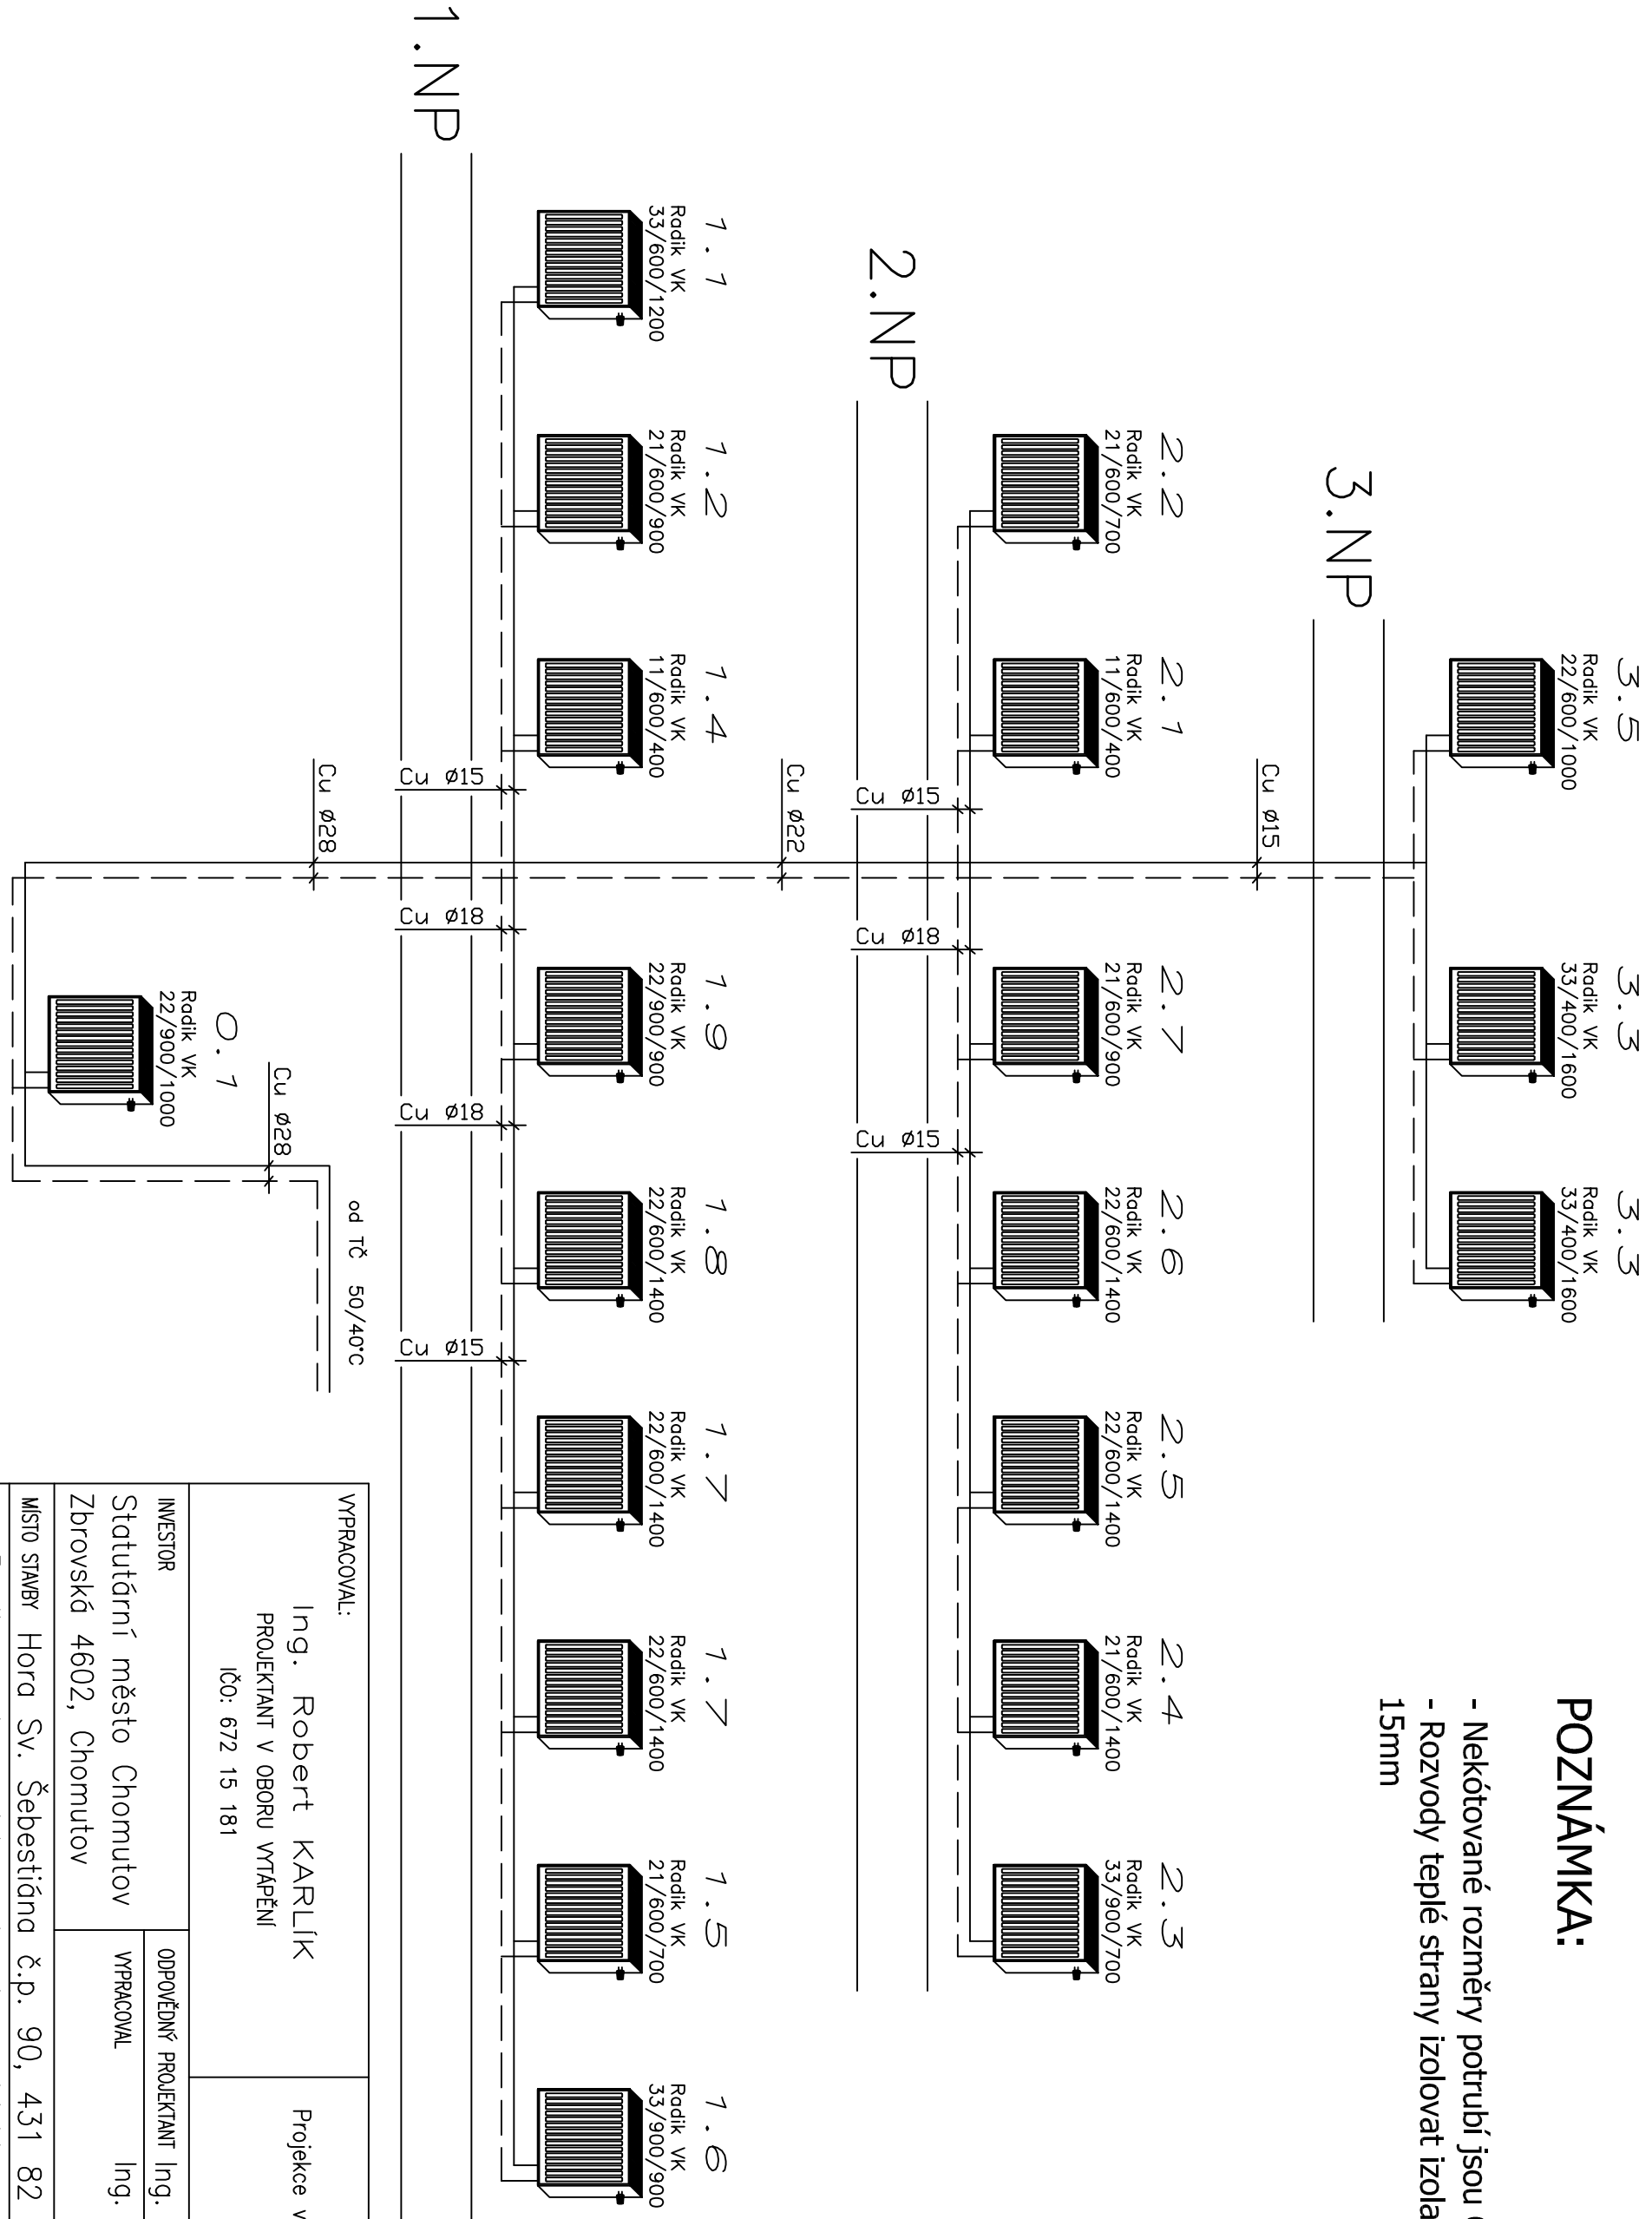 POZNÁMKA:
- Nekótované rozměry potrubí jsou
- Rozvody teplé strany izolovat
15mm
3.5
Radik VK
22/600/1000
3.3
Radik VK
33/400/1600
3.3
Radik VK
33/400/1600
3.NP
Cu ø15
2.2
Radik VK
21/600/700
2.1
Radik VK
11/600/400
2.7
Radik VK
21/600/900
2.6
Radik VK
22/600/1400
2.5
Radik VK
22/600/1400
2.4
Radik VK
21/600/1400
2.3
Radik VK
33/900/700
2.NP
Cu ø15
Cu ø18
Cu ø15
Cu ø22
1.1
Radik VK
33/600/1200
1.2
Radik VK
21/600/900
1.4
Radik VK
11/600/400
1.9
Radik VK
22/900/900
1.8
Radik VK
22/600/1400
1.7
Radik VK
22/600/1400
1.7
Radik VK
22/600/1400
1.5
Radik VK
21/600/700
1.6
Radik VK
33/900/900
1.NP
Cu ø15
Cu ø18
Cu ø18
Cu ø15
Cu ø28
od TČ 50/40°C
Cu ø28
0.1
Radik VK
22/900/1000
VYPRACOVAL:
Ing. Robert KARLÍK
PROJEKTANT V OBORU VYTÁPĚNÍ
IČO: 672 15 181
Projekce v
INVESTOR
Statutární město Chomutov
Zbrovská 4602, Chomutov
ODPOVĚDNÝ PROJEKTANT Ing.
VYPRACOVAL Ing.
MÍSTO STAVBY Hora Sv. Šebestiána č.p. 90, 431 82